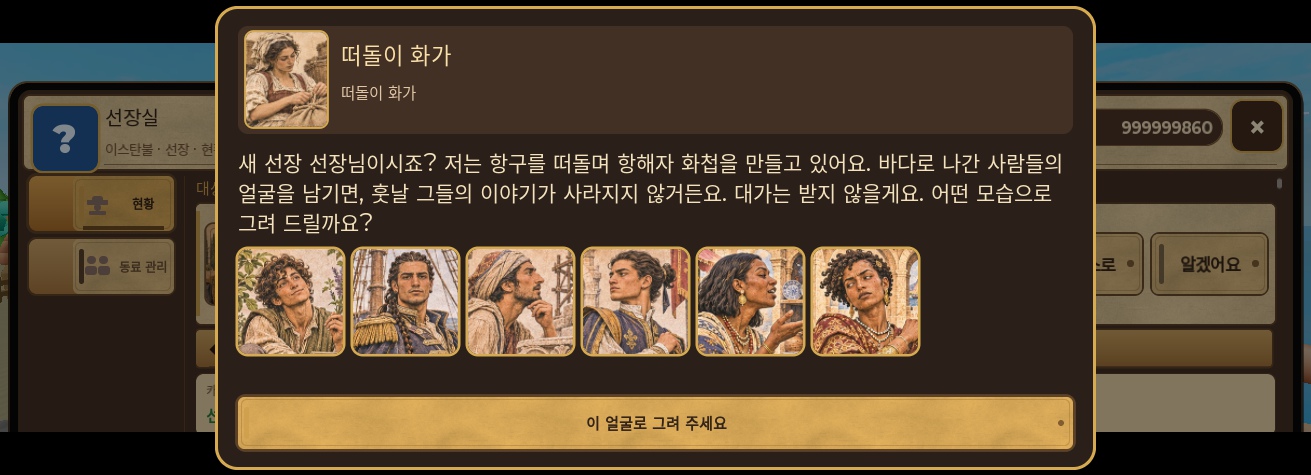 떠돌이 화가
떠돌이 화가
선장실
이스탄불 · 선장 · 현
?
999999860
×
새 선장 선장님이시죠? 저는 항구를 떠돌며 항해자 화첩을 만들고 있어요. 바다로 나간 사람들의
얼굴을 남기면, 훗날 그들의 이야기가 사라지지 않거든요. 대가는 받지 않을게요. 어떤 모습으로
그려 드릴까요?
현황
동료 관리
스로
알겠어요
이 얼굴로 그려 주세요